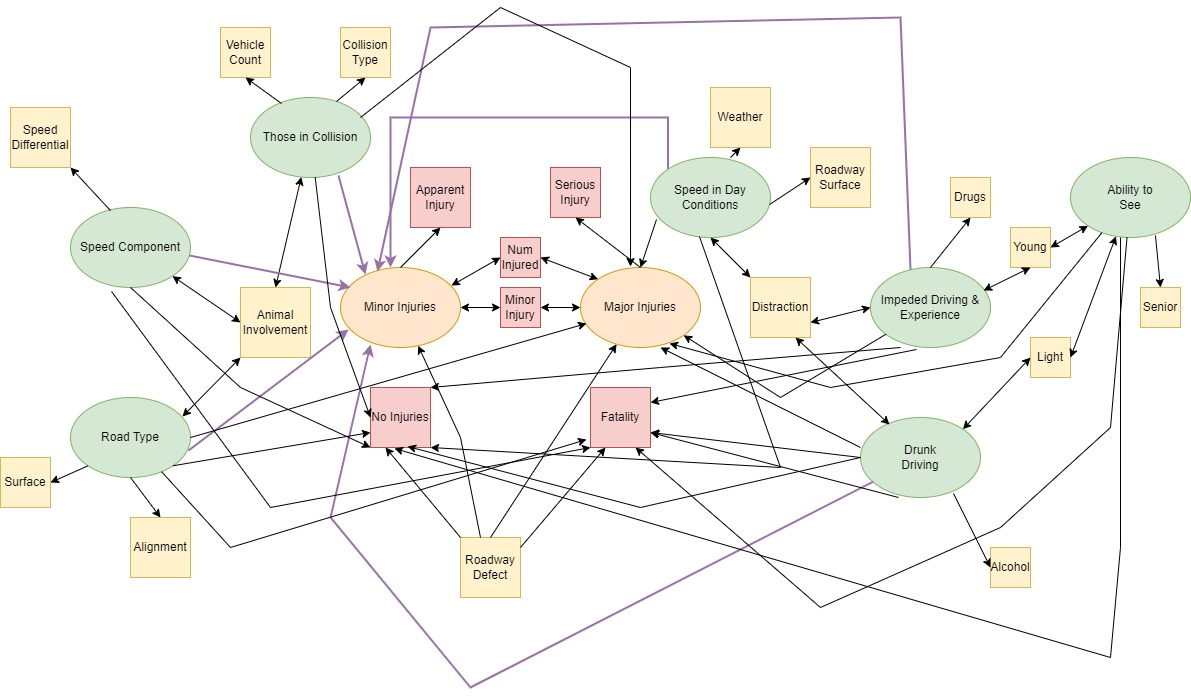 Vehicle
Count
Collision
Type
Those in Collision
Speed
Differential
Weather
Roadway
Surface
Speed in Day
Conditions
Apparent
Injury
Serious
Injury
Drugs
Ability to
See
Speed Component
Num
Injured
Young
Minor Injuries
Minor
Injury
Major Injuries
Distraction
Impeded Driving &
Experience
Senior
Animal
Involvement
Light
No Injuries
Fatality
Road Type
Drunk
Driving
Surface
Alignment
Roadway
Defect
Alcohol